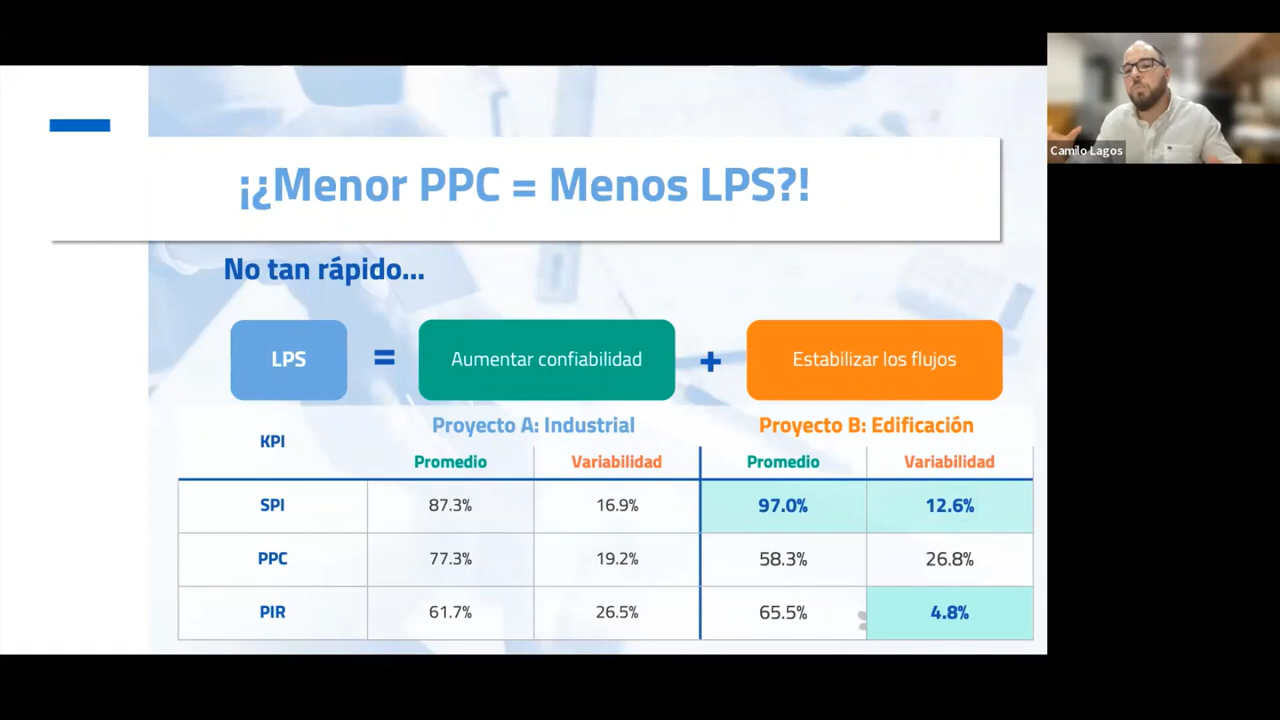 ¡¿Menor PPC = Menos LPS?!
Camilo Lagos
No tan rápido...
LPS = Aumentar confiabilidad + Estabilizar los flujos
KPI Proyecto A: Industrial Proyecto B: Edificación
Promedio Variabilidad Promedio Variabilidad
SPI 87.3% 16.9% 97.0% 12.6%
PPC 77.3% 19.2% 58.3% 26.8%
PIR 61.7% 26.5% 65.5% 4.8%